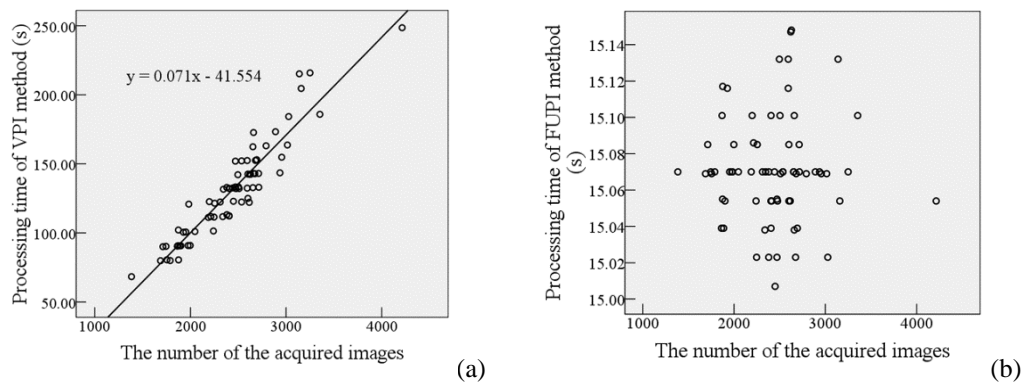 Processing time of VPI method (s)
250.00
200.00
150.00
100.00
50.00
y = 0.071x - 41.554
1000
2000
3000
4000
The number of the acquired images
(a)
Processing time of FUPI method
(s)
15.14
15.12
15.10
15.08
15.06
15.04
15.02
15.00
1000
2000
3000
4000
The number of the acquired images
(b)